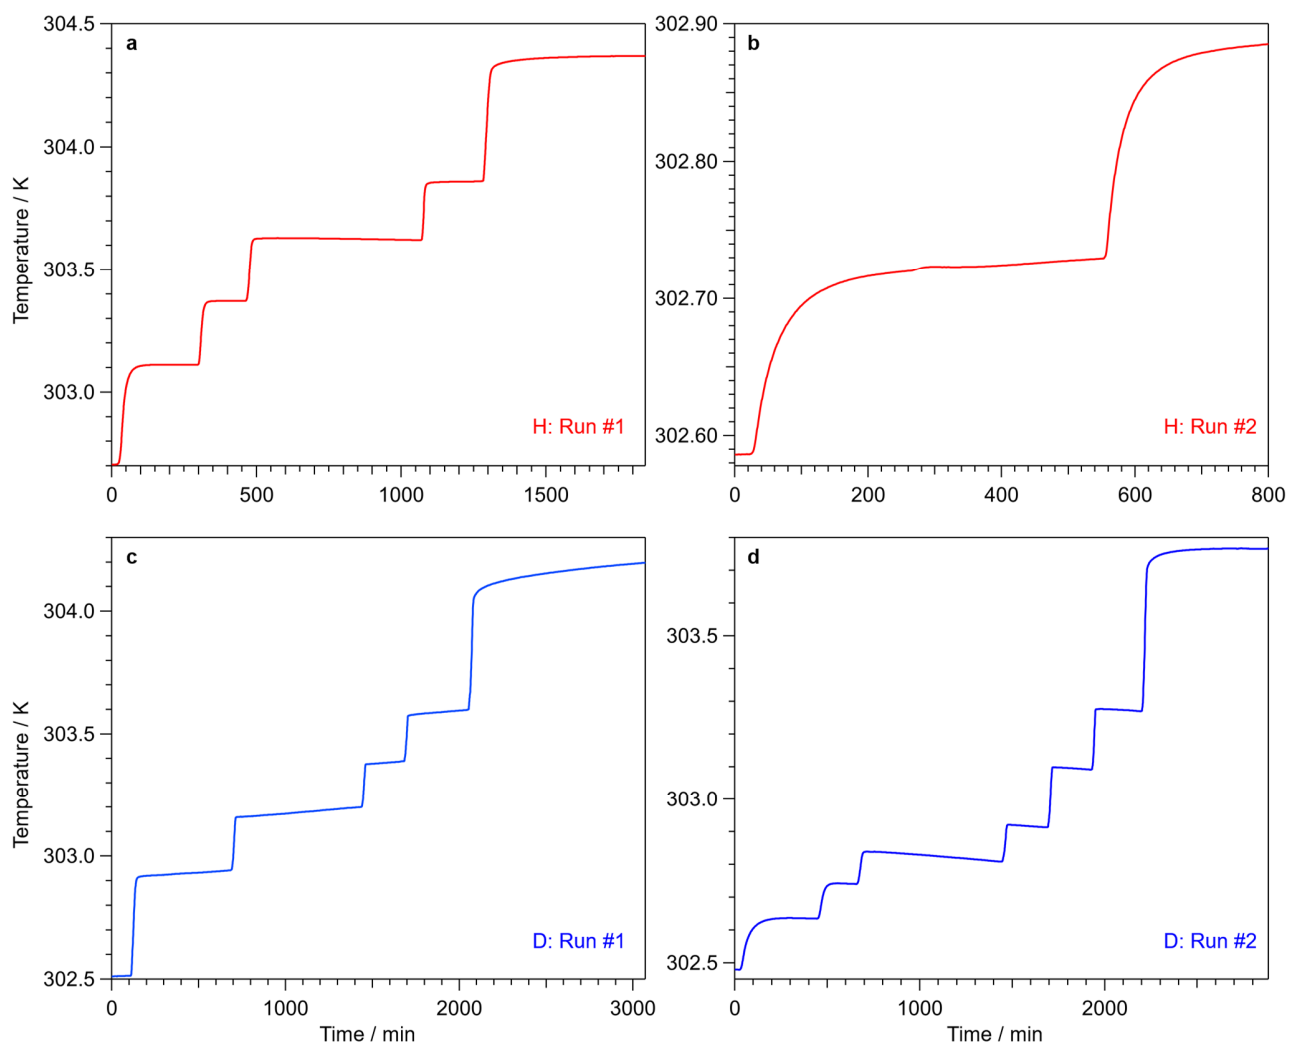 304.5
304.0
303.5
303.0
Temperature / K
a
H: Run #1
0
500
1000
1500
302.90
302.80
302.70
302.60
b
H: Run #2
0
200
400
600
800
304.0
303.5
303.0
302.5
Temperature / K
c
D: Run #1
0
1000
2000
3000
Time / min
303.5
303.0
302.5
d
D: Run #2
0
1000
2000
Time / min